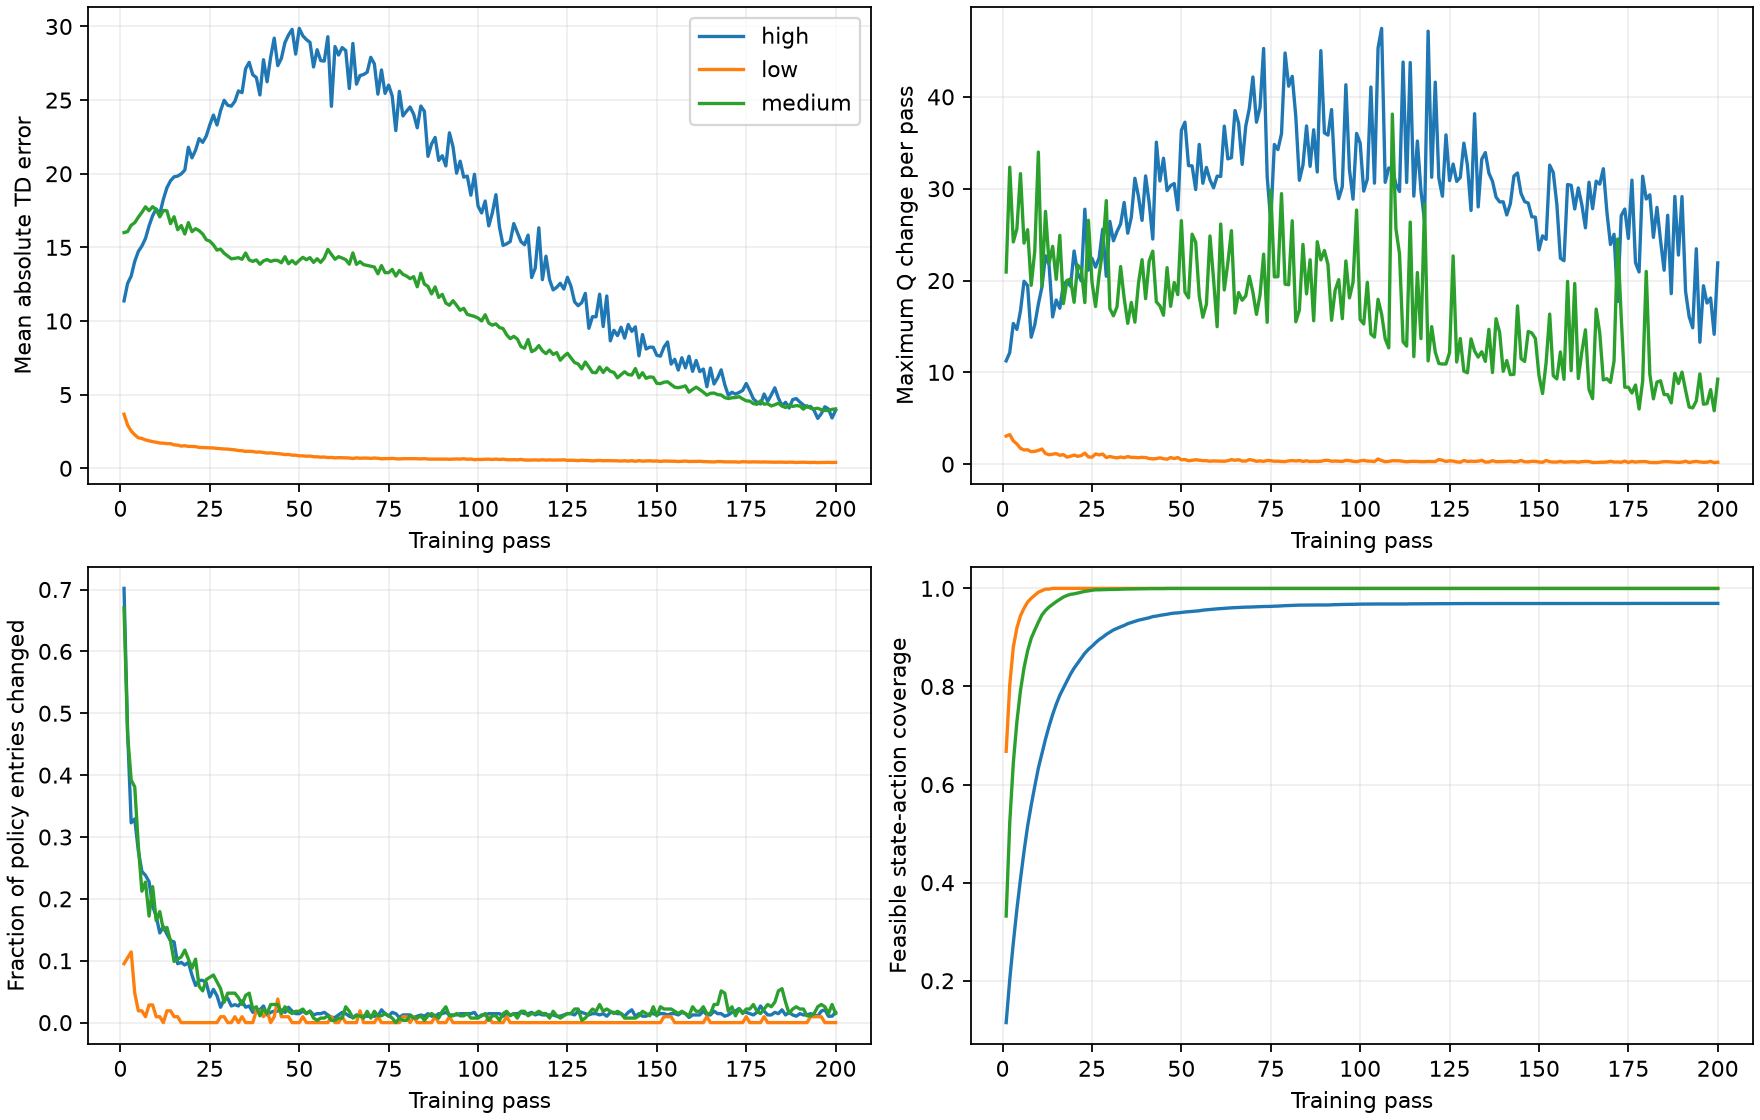 Mean absolute TD error
30
25
20
15
10
5
0
high
low
medium
0 25 50 75 100 125 150 175 200
Training pass
Maximum Q change per pass
40
30
20
10
0
0 25 50 75 100 125 150 175 200
Training pass
Fraction of policy entries changed
0.7
0.6
0.5
0.4
0.3
0.2
0.1
0.0
0 25 50 75 100 125 150 175 200
Training pass
Feasible state-action coverage
1.0
0.8
0.6
0.4
0.2
0 25 50 75 100 125 150 175 200
Training pass